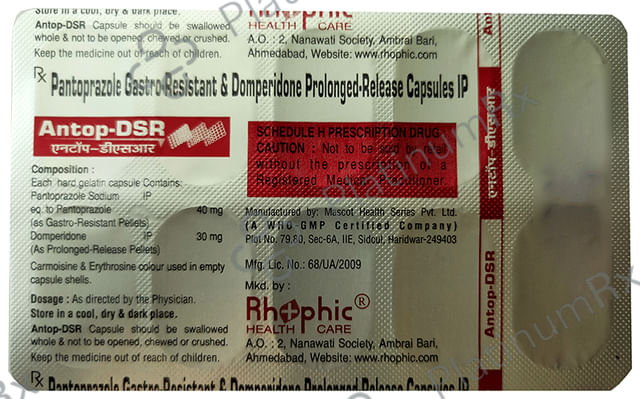 Store in a cool, dry & dark place.
Antop-DSR Capsule should be swallowed
whole & not to be opened, chewed or crushed.
Keep the medicine out of reach of children.
Rhophic
HEALTH CARE
A.O. : 2, Nanawati Society, Ambrai Bari,
Ahmedabad, Website: www.rhophic.com
Rx Pantoprazole Gastro-Resistant & Domperidone Prolonged-Release Capsules IP
Antop-DSR
एनटॉप-डीएसआर
SCHEDULE H PRESCRIPTION DRUG
CAUTION : Not to be sold by retail
without the prescription of a
Registered Medical Practitioner.
Composition :
Each hard gelatin capsule Contains:
Pantoprazole Sodium IP
eq. to Pantoprazole 40 mg
(as Gastro-Resistant Pellets)
Domperidone IP 30 mg
(As Prolonged-Release Pellets)
Carmoisine & Erythrosine colour used in empty
capsule shells.
Dosage : As directed by the Physician.
Store in a cool, dry & dark place.
Antop-DSR Capsule should be swallowed
whole & not to be opened, chewed or crushed.
Keep the medicine out of reach of children.
Manufactured by: Mascot Health Series Pvt. Ltd.
(A WHO-GMP Certified Company)
Plot No. 79,80, Sec-6A, IIE, Sidcul, Haridwar-249403
Mfg. Lic. No.: 68/UA/2009
Mkd. by :
Rhophic®
HEALTH CARE
A.O. : 2, Nanawati Society, Ambrai Bari,
Ahmedabad, Website: www.rhophic.com
Rx Pantoprazole Gastro-Resistant & Domperidone Prolonged-Release Capsules IP
एनटॉप-डीएसआर
Antop-DSR
PlatinumRx
PlatinumRx